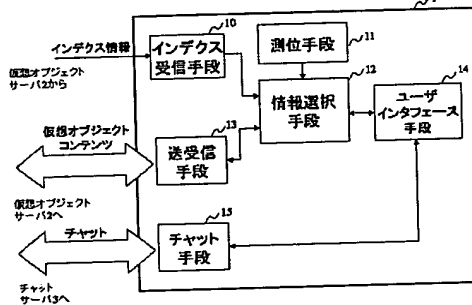 10
インデクス情報
インデクス
受信手段
測位手段
11
仮想オブジェクト
サーバ2から
12
情報選択
手段
14
ユーザ
インタフェース
手段
仮想オブジェクト
コンテンツ
13
送受信
手段
仮想オブジェクト
サーバ2へ
チャット
15
チャット
手段
チャット
サーバ3へ